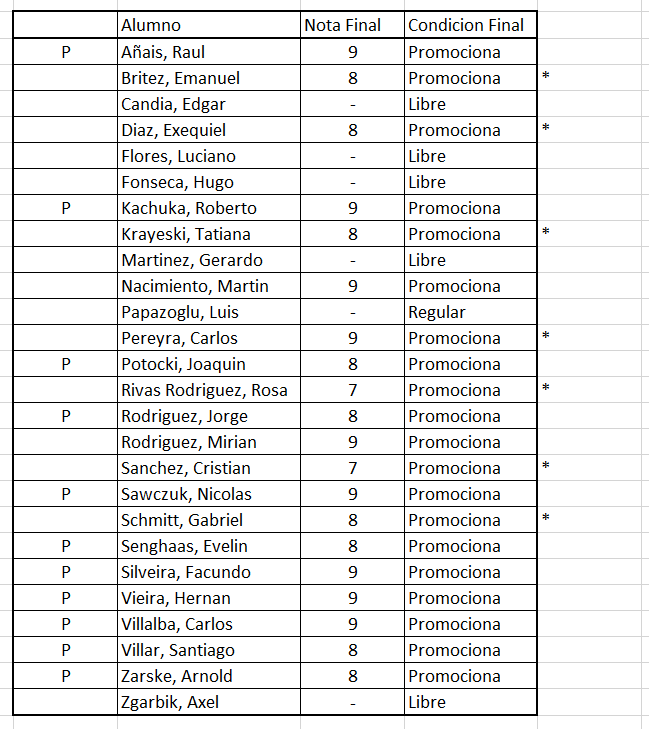 Alumno Nota Final Condicion Final
P Añais, Raul 9 Promociona
Britez, Emanuel 8 Promociona *
Candia, Edgar - Libre
Diaz, Exequiel 8 Promociona *
Flores, Luciano - Libre
Fonseca, Hugo - Libre
P Kachuka, Roberto 9 Promociona
Krayeski, Tatiana 8 Promociona *
Martinez, Gerardo - Libre
Nacimiento, Martin 9 Promociona
Papazoglu, Luis - Regular
Pereyra, Carlos 9 Promociona *
P Potocki, Joaquin 8 Promociona
Rivas Rodriguez, Rosa 7 Promociona *
P Rodriguez, Jorge 8 Promociona
Rodriguez, Mirian 9 Promociona
Sanchez, Cristian 7 Promociona *
P Sawczuk, Nicolas 9 Promociona
Schmitt, Gabriel 8 Promociona *
P Senghaas, Evelin 8 Promociona
P Silveira, Facundo 9 Promociona
P Vieira, Hernan 9 Promociona
P Villalba, Carlos 9 Promociona
P Villar, Santiago 8 Promociona
P Zarske, Arnold 8 Promociona
Zgarbik, Axel - Libre